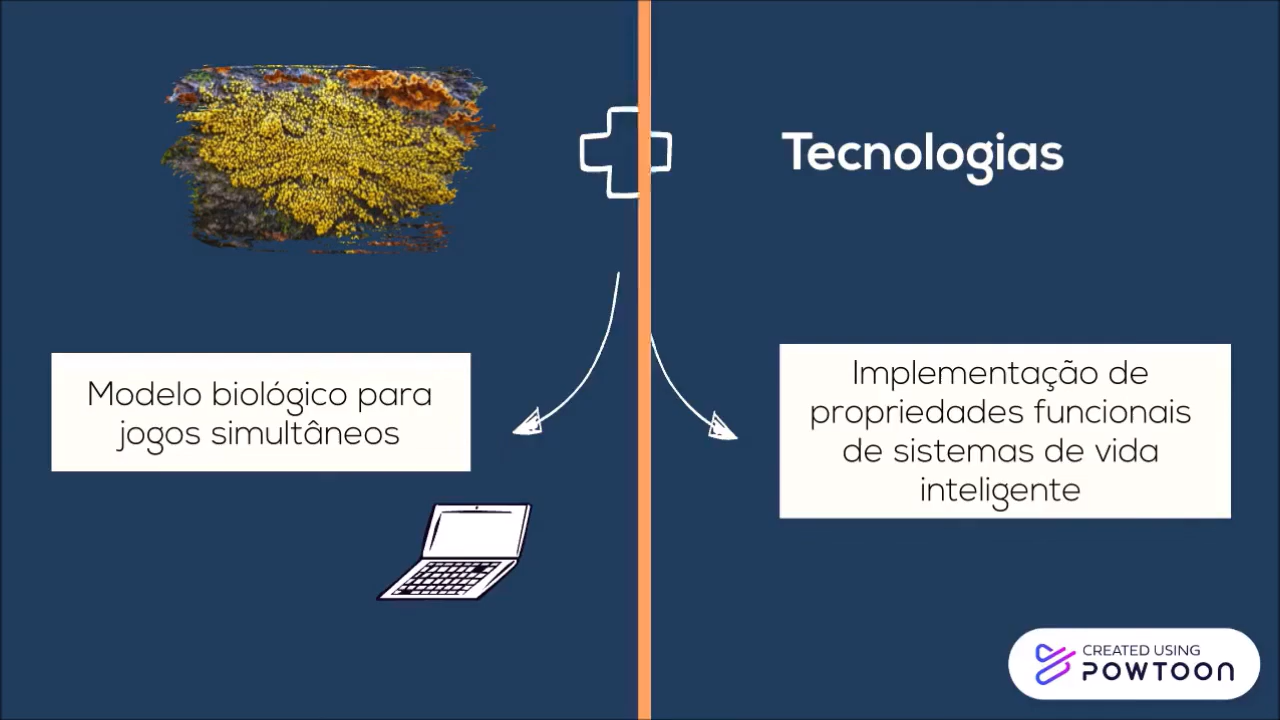 Tecnologias
Modelo biológico para
jogos simultâneos
Implementação de
propriedades funcionais
de sistemas de vida
inteligente
CREATED USING
POWTOON